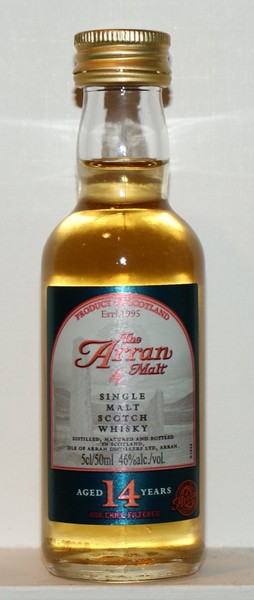 PRODUCT OF SCOTLAND
Est. 1995
The
Arran
Malt
SINGLE
MALT
SCOTCH
WHISKY
DISTILLED, MATURED AND BOTTLED
IN SCOTLAND.
ISLE OF ARRAN DISTILLERS LTD, ARRAN.
5cl/50ml 46%alc./vol.
AGED 14 YEARS
NON CHILL FILTERED